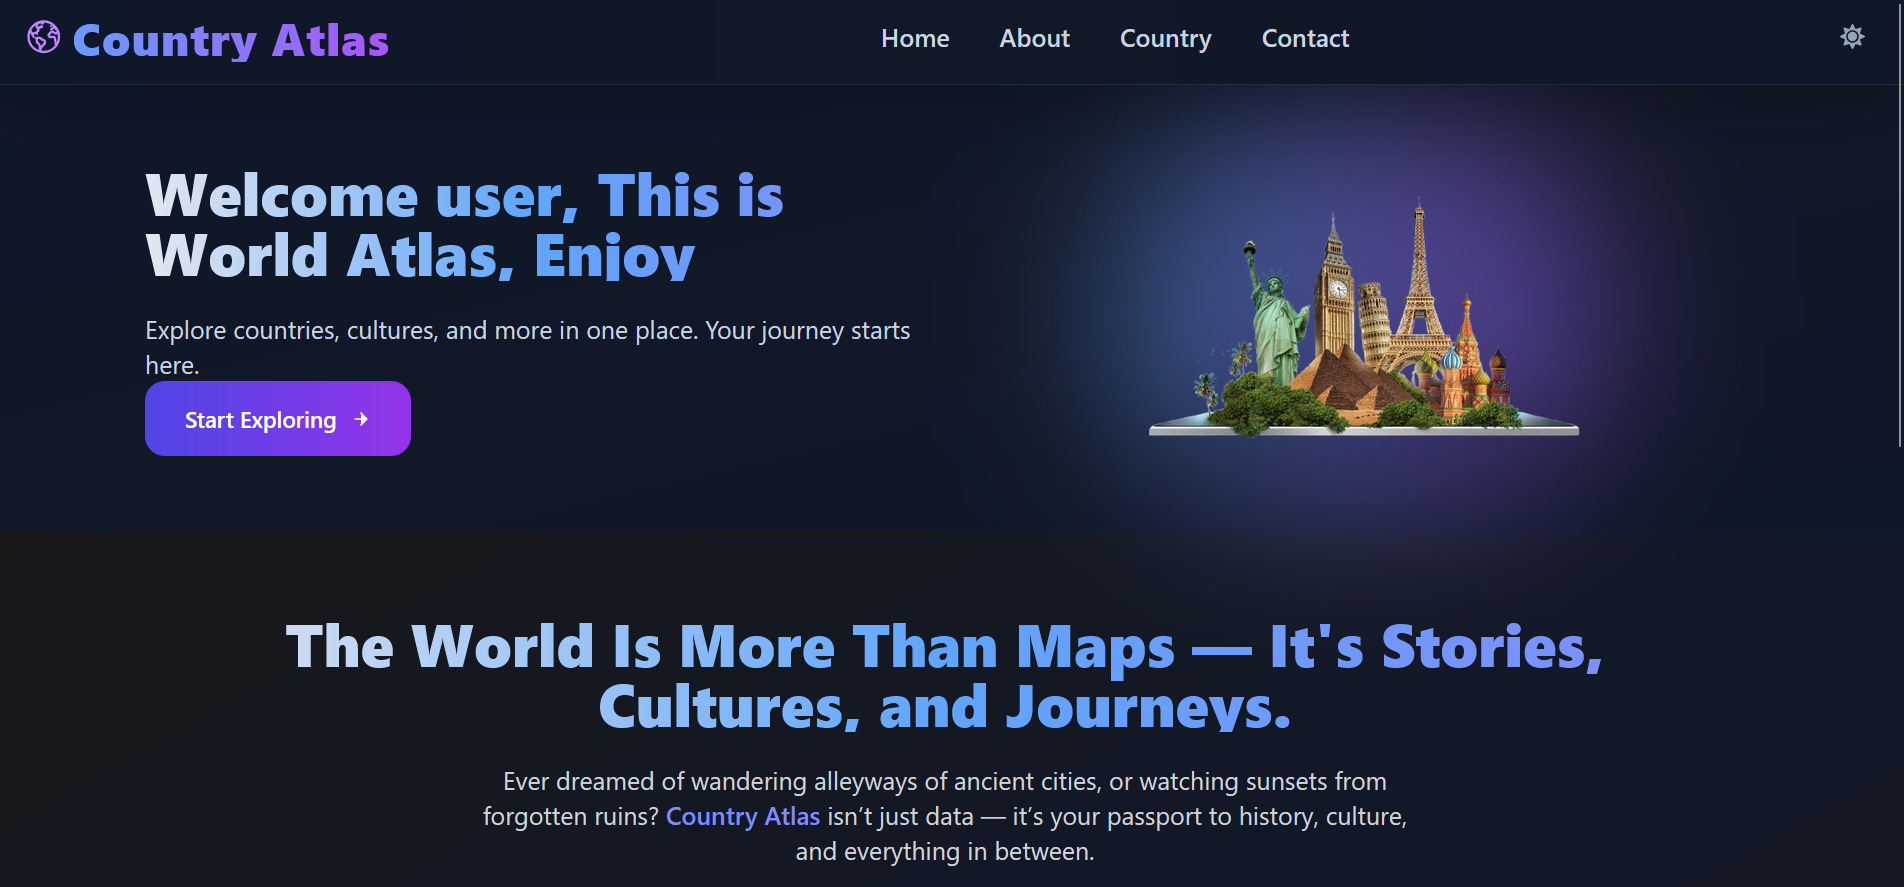 Country Atlas
Home
About
Country
Contact
Welcome user, This is
World Atlas, Enjoy
Explore countries, cultures, and more in one place. Your journey starts
here.
Start Exploring
The World Is More Than Maps — It's Stories,
Cultures, and Journeys.
Ever dreamed of wandering alleyways of ancient cities, or watching sunsets from
forgotten ruins? Country Atlas isn’t just data — it’s your passport to history, culture,
and everything in between.